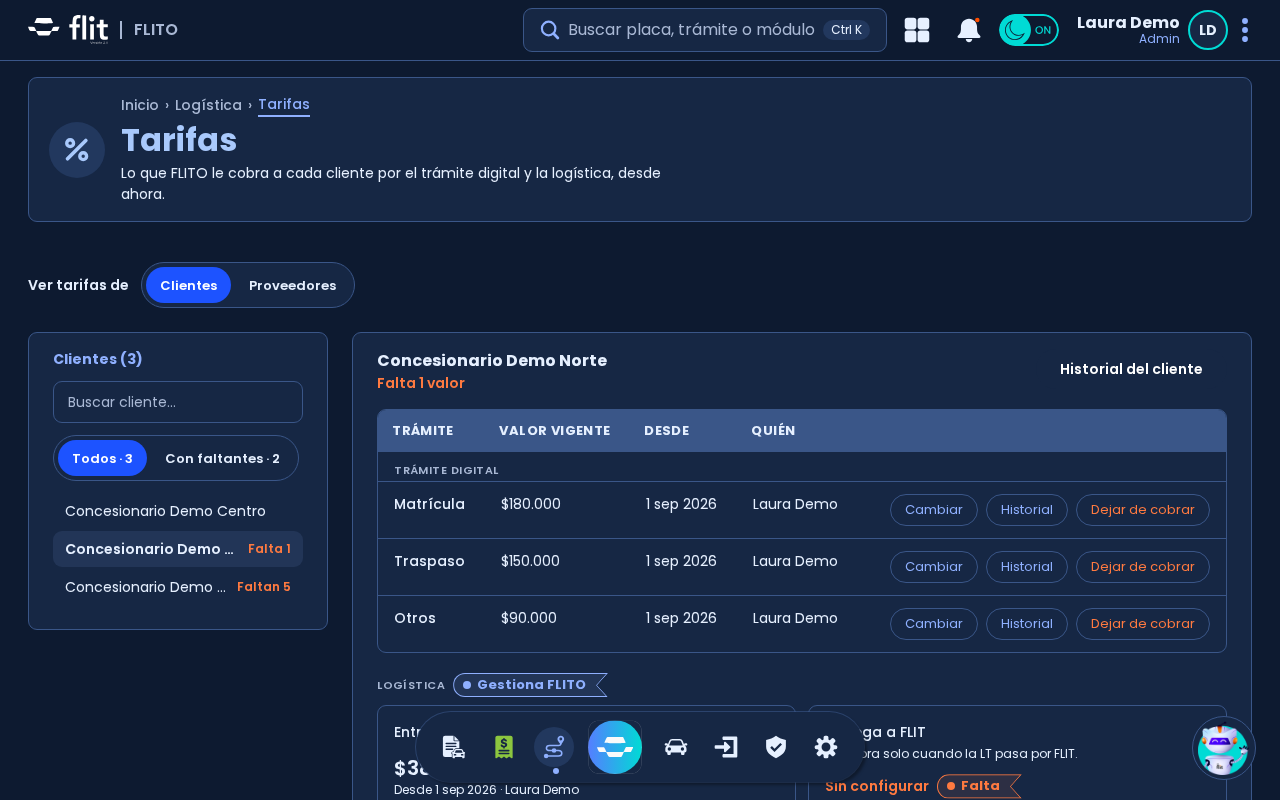 flit | FLITO
Buscar placa, trámite o módulo Ctrl K
ON
Laura Demo
Admin
LD
Inicio › Logística › Tarifas
Tarifas
Lo que FLITO le cobra a cada cliente por el trámite digital y la logística, desde
ahora.
Ver tarifas de Clientes Proveedores
Clientes (3)
Buscar cliente...
Todos · 3 Con faltantes · 2
Concesionario Demo Centro
Concesionario Demo ... Falta 1
Concesionario Demo ... Faltan 5
Concesionario Demo Norte
Falta 1 valor
Historial del cliente
TRÁMITE VALOR VIGENTE DESDE QUIÉN
TRÁMITE DIGITAL
Matrícula $180.000 1 sep 2026 Laura Demo Cambiar Historial Dejar de cobrar
Traspaso $150.000 1 sep 2026 Laura Demo Cambiar Historial Dejar de cobrar
Otros $90.000 1 sep 2026 Laura Demo Cambiar Historial Dejar de cobrar
LOGÍSTICA Gestiona FLITO
Desde 1 sep 2026 · Laura Demo
a FLIT
solo cuando la LT pasa por FLIT.
Sin configurar Falta